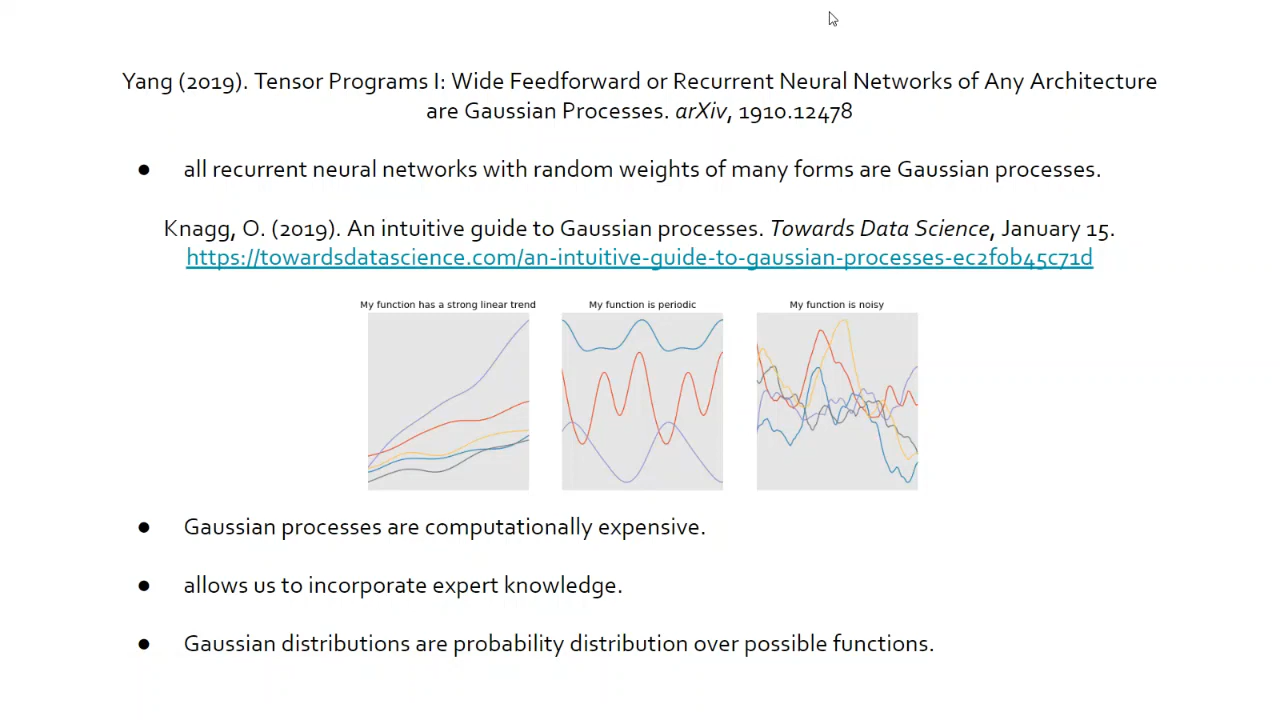 Yang (2019). Tensor Programs I: Wide Feedforward or Recurrent Neural Networks of Any Architecture
are Gaussian Processes. arXiv, 1910.12478
● all recurrent neural networks with random weights of many forms are Gaussian processes.
Knagg, O. (2019). An intuitive guide to Gaussian processes. Towards Data Science, January 15.
https://towardsdatascience.com/an-intuitive-guide-to-gaussian-processes-ec2f0b45c71d
My function has a strong linear trend
My function is periodic
My function is noisy
● Gaussian processes are computationally expensive.
● allows us to incorporate expert knowledge.
● Gaussian distributions are probability distribution over possible functions.